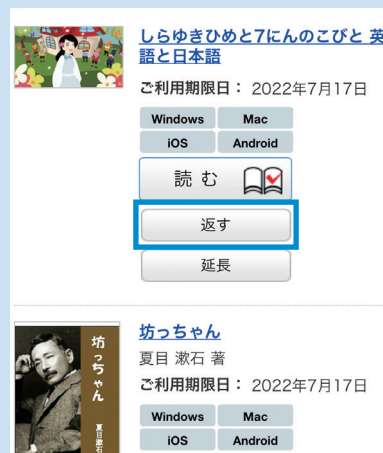 しらゆきひめと7にんのこびと 英
語と日本語
ご利用期限日： 2022年7月17日
Windows Mac
iOS Android
読む
返す
延長
坊っちゃん
坊っちゃん
夏目 漱石 著
ご利用期限日： 2022年7月17日
Windows Mac
iOS Android
夏目漱石